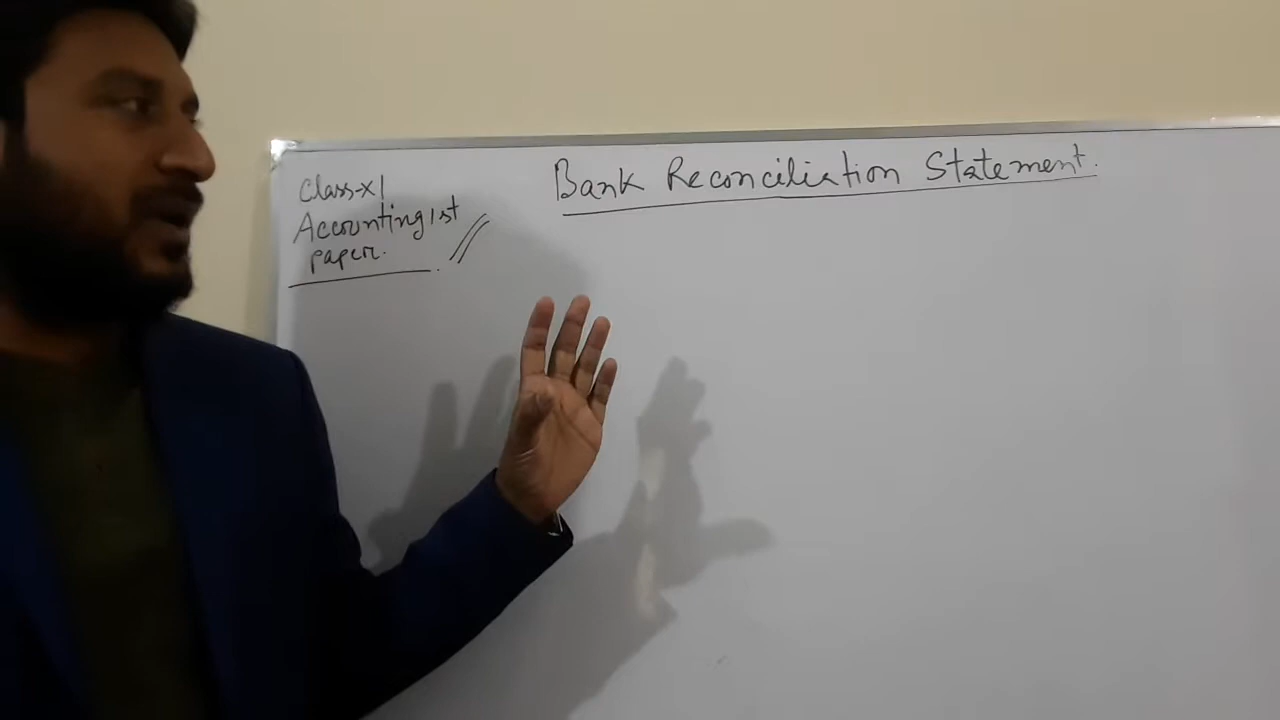 Class-XI
Accounting 1st
paper.
Bank Reconciliation Statement.